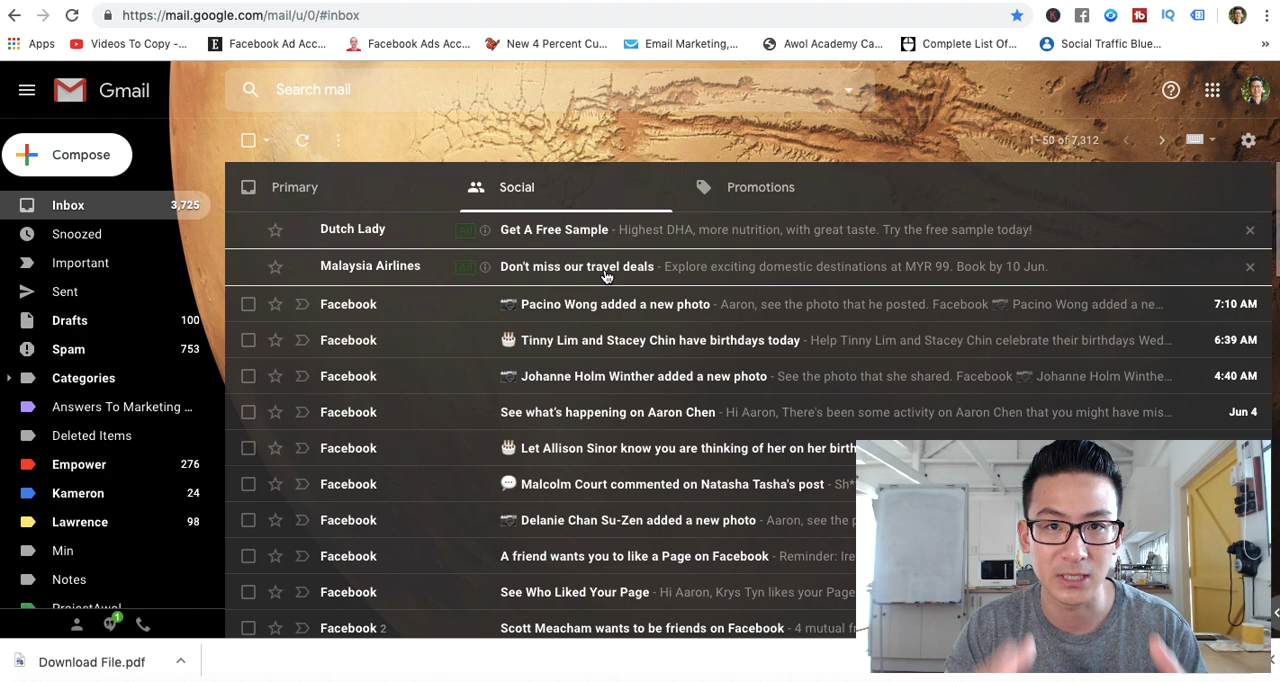 https://mail.google.com/mail/u/0/#inbox
Apps Videos To Copy -... Facebook Ad Acc... Facebook Ads Acc... New 4 Percent Cu... Email Marketing,... Awol Academy Ca... Complete List Of... Social Traffic Blue... »
Gmail Search mail
Compose 1–50 of 7,312
Primary Social Promotions
Inbox 3,725
Snoozed
Important
Sent
Drafts 100
Spam 753
Categories
Answers To Marketing ...
Deleted Items
Empower 276
Kameron 24
Lawrence 98
Min
Notes
ProjectAwol
1
Dutch Lady Ad Get A Free Sample - Highest DHA, more nutrition, with great taste. Try the free sample today!
Malaysia Airlines Ad Don't miss our travel deals - Explore exciting domestic destinations at MYR 99. Book by 10 Jun.
Facebook 📷 Pacino Wong added a new photo - Aaron, see the photo that he posted. Facebook 📷 Pacino Wong added a ne... 7:10 AM
Facebook 🎂 Tinny Lim and Stacey Chin have birthdays today - Help Tinny Lim and Stacey Chin celebrate their birthdays Wed... 6:39 AM
Facebook 📷 Johanne Holm Winther added a new photo - See the photo that she shared. Facebook 📷 Johanne Holm Winthe... 4:40 AM
Facebook See what's happening on Aaron Chen - Hi Aaron, There's been some activity on Aaron Chen that you might have mis... Jun 4
Facebook 🎂 Let Allison Sinor know you are thinking of her on her birth
Facebook 💬 Malcolm Court commented on Natasha Tasha's post - Sh*
Facebook 📷 Delanie Chan Su-Zen added a new photo - Aaron, see the p
Facebook A friend wants you to like a Page on Facebook - Reminder: Ire
Facebook See Who Liked Your Page - Hi Aaron, Krys Tyn likes your Page
Facebook 2 Scott Meacham wants to be friends on Facebook - 4 mutual fr
Download File.pdf